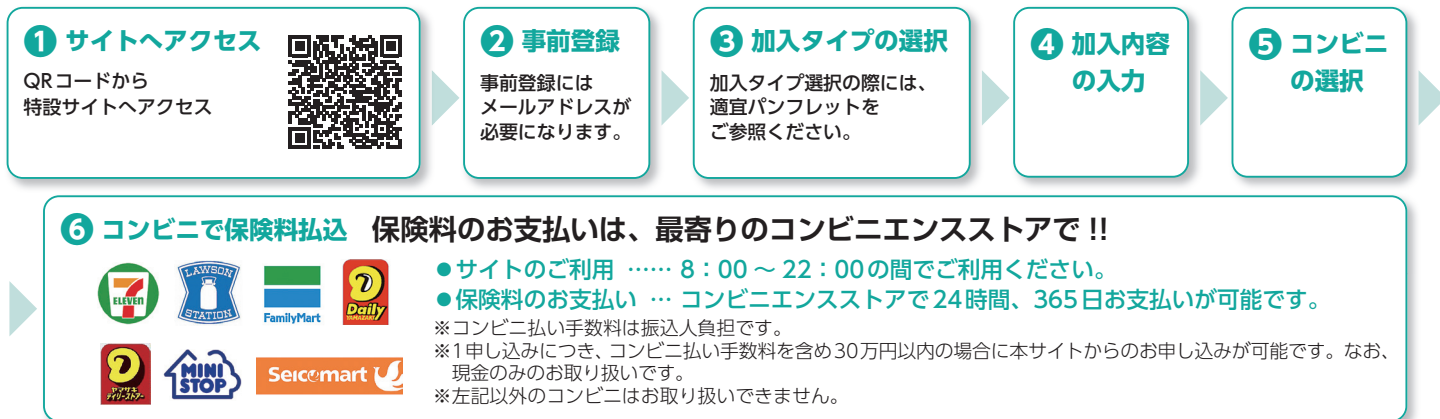 ❶ サイトへアクセス
QRコードから
特設サイトへアクセス
❷ 事前登録
事前登録には
メールアドレスが
必要になります。
❸ 加入タイプの選択
加入タイプ選択の際には、
適宜パンフレットを
ご参照ください。
❹ 加入内容
の入力
❺ コンビニ
の選択
❻ コンビニで保険料払込 保険料のお支払いは、最寄りのコンビニエンスストアで!!
7 ELEVEN
LAWSON
STATION
FamilyMart
Daily
YAMAZAKI
ヤマザキ
デイリーストアー
MINI
STOP
Seicomart
●サイトのご利用 …… 8:00 ~ 22:00の間でご利用ください。
●保険料のお支払い … コンビニエンスストアで24時間、365日お支払いが可能です。
※コンビニ払い手数料は振込人負担です。
※1申し込みにつき、コンビニ払い手数料を含め30万円以内の場合に本サイトからのお申し込みが可能です。なお、
現金のみのお取り扱いです。
※左記以外のコンビニはお取り扱いできません。